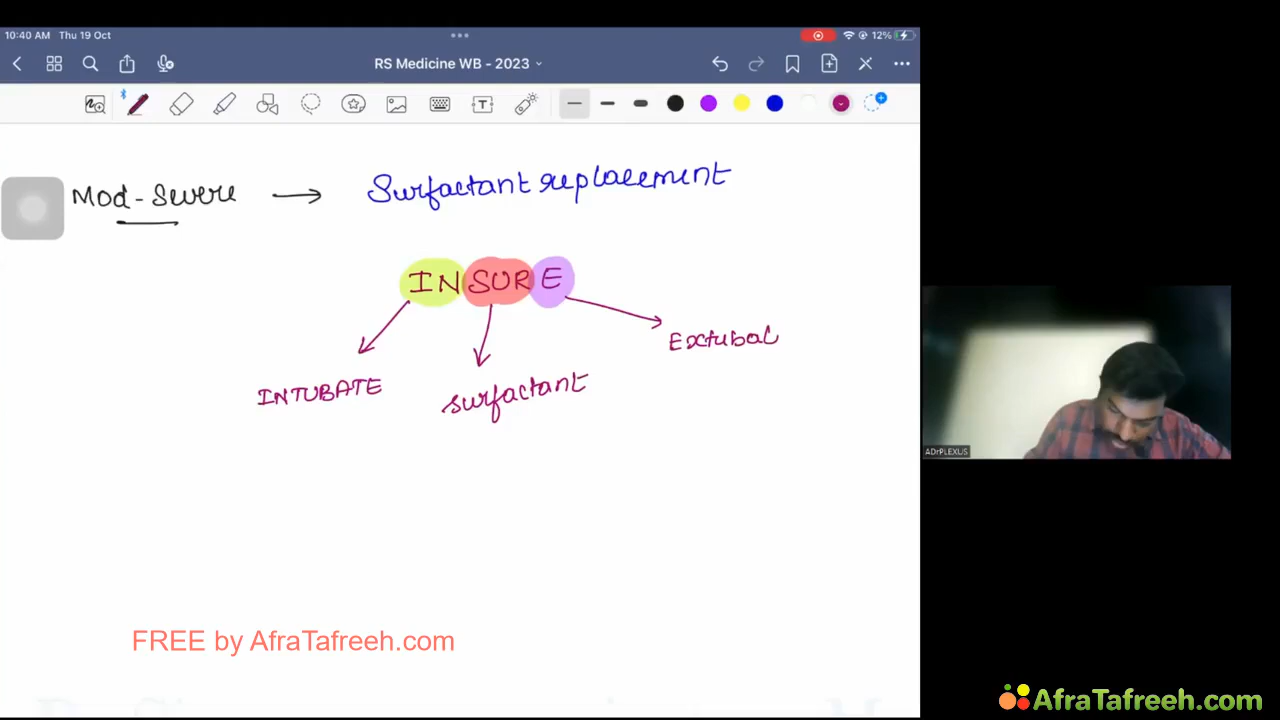 10:40 AM Thu 19 Oct
12%
RS Medicine WB - 2023
Mod - Severe → Surfactant replacement
INSURE
Extubat
INTUBATE
surfactant
ADrPLEXUS
FREE by AfraTafreeh.com
AfraTafreeh.com